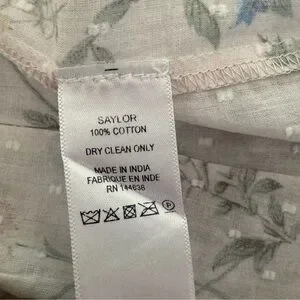 SAYLOR
100% COTTON
DRY CLEAN ONLY
MADE IN INDIA
FABRIQUE EN INDE
RN 144638
P